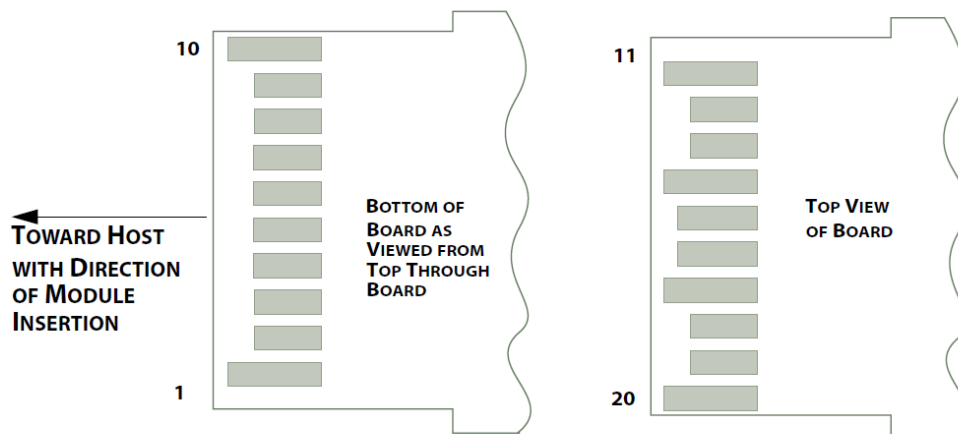 10
1
TOWARD HOST
WITH DIRECTION
OF MODULE
INSERTION
BOTTOM OF
BOARD AS
VIEWED FROM
TOP THROUGH
BOARD
11
20
TOP VIEW
OF BOARD